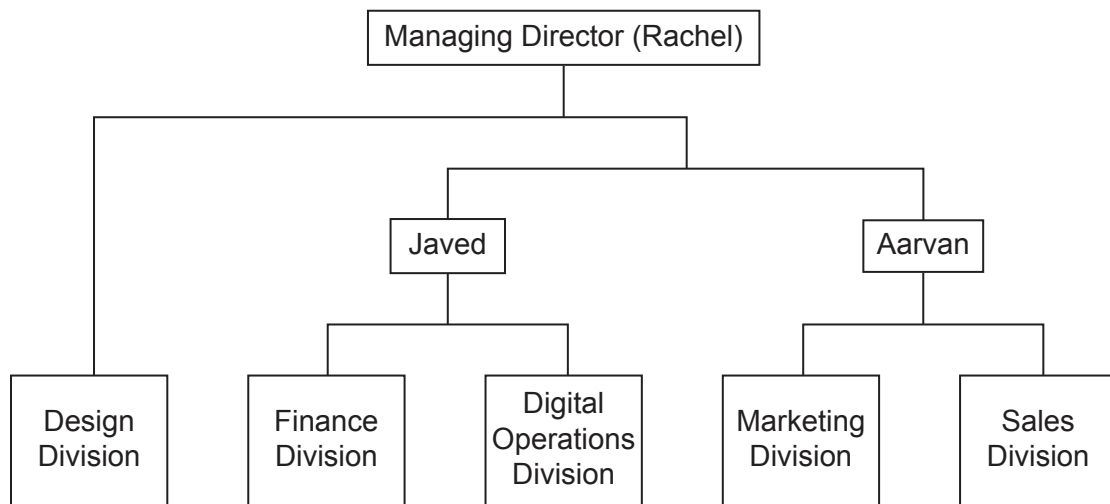 Managing Director (Rachel)
Javed
Aarvan
Design
Division
Finance
Division
Digital
Operations
Division
Marketing
Division
Sales
Division